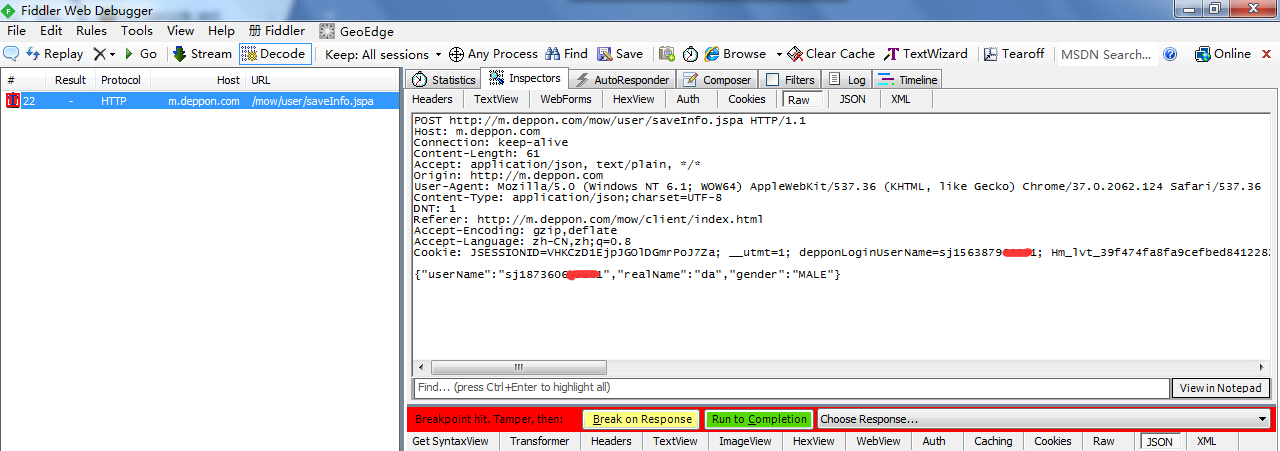 Fiddler Web Debugger
File Edit Rules Tools View Help 册 Fiddler GeoEdge
Replay Go Stream Decode Keep: All sessions Any Process Find Save Browse Clear Cache TextWizard Tearoff MSDN Search... Online
# Result Protocol Host URL
22 - HTTP m.deppon.com /mow/user/saveInfo.jspa
Statistics Inspectors AutoResponder Composer Filters Log Timeline
Headers TextView WebForms HexView Auth Cookies Raw JSON XML
POST http://m.deppon.com/mow/user/saveInfo.jspa HTTP/1.1
Host: m.deppon.com
Connection: keep-alive
Content-Length: 61
Accept: application/json, text/plain, */*
Origin: http://m.deppon.com
User-Agent: Mozilla/5.0 (Windows NT 6.1; WOW64) AppleWebKit/537.36 (KHTML, like Gecko) Chrome/37.0.2062.124 Safari/537.36
Content-Type: application/json;charset=UTF-8
DNT: 1
Referer: http://m.deppon.com/mow/client/index.html
Accept-Encoding: gzip,deflate
Accept-Language: zh-CN,zh;q=0.8
Cookie: JSESSIONID=VHKCzD1EjpJGOlDGmrPoJ7Za; __utmt=1; depponLoginUserName=sj1563879 1; Hm_lvt_39f474fa8fa9cefbed841228
{"userName":"sj187360 1","realName":"da","gender":"MALE"}
Find... (press Ctrl+Enter to highlight all) View in Notepad
Breakpoint hit. Tamper, then: Break on Response Run to Completion Choose Response...
Get SyntaxView Transformer Headers TextView ImageView HexView WebView Auth Caching Cookies Raw JSON XML